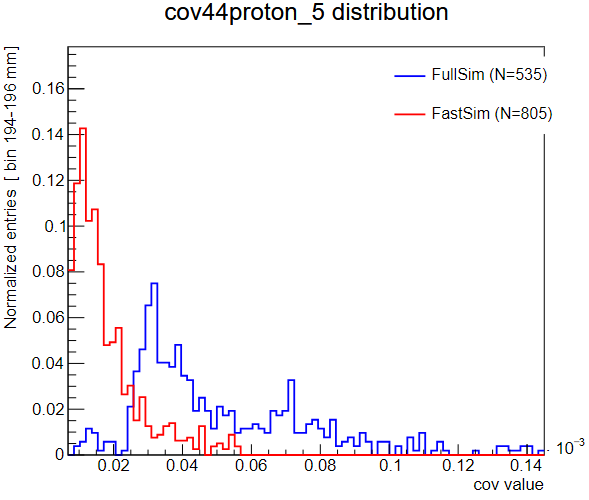 cov44proton_5 distribution
Normalized entries [ bin 194-196 mm]
FullSim (N=535)
FastSim (N=805)
0.16
0.14
0.12
0.1
0.08
0.06
0.04
0.02
0
0.02 0.04 0.06 0.08 0.1 0.12 0.14
×10⁻³
cov value